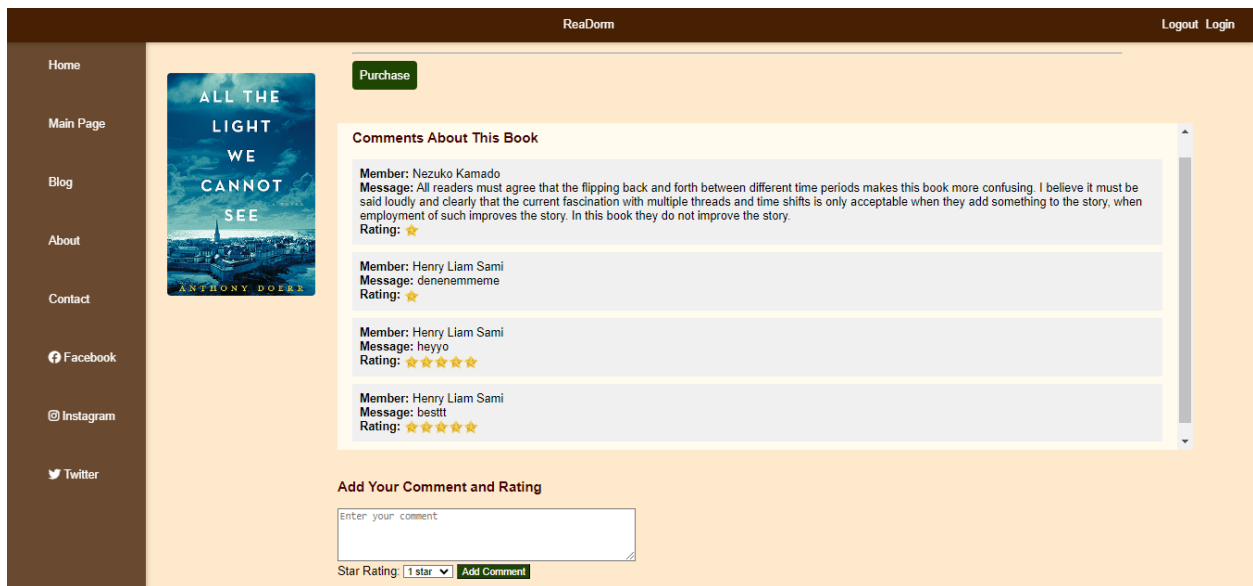 ReaDorm
Logout Login
Home
Main Page
Blog
About
Contact
Facebook
Instagram
Twitter
ALL THE
LIGHT
WE
CANNOT
SEE
ANTHONY DOERR
Purchase
Comments About This Book
Member: Nezuko Kamado
Message: All readers must agree that the flipping back and forth between different time periods makes this book more confusing. I believe it must be
said loudly and clearly that the current fascination with multiple threads and time shifts is only acceptable when they add something to the story, when
employment of such improves the story. In this book they do not improve the story.
Rating:
Member: Henry Liam Sami
Message: denenemmeme
Rating:
Member: Henry Liam Sami
Message: heyyo
Rating:
Member: Henry Liam Sami
Message: besttt
Rating:
Add Your Comment and Rating
Enter your comment
Star Rating: 1 star Add Comment